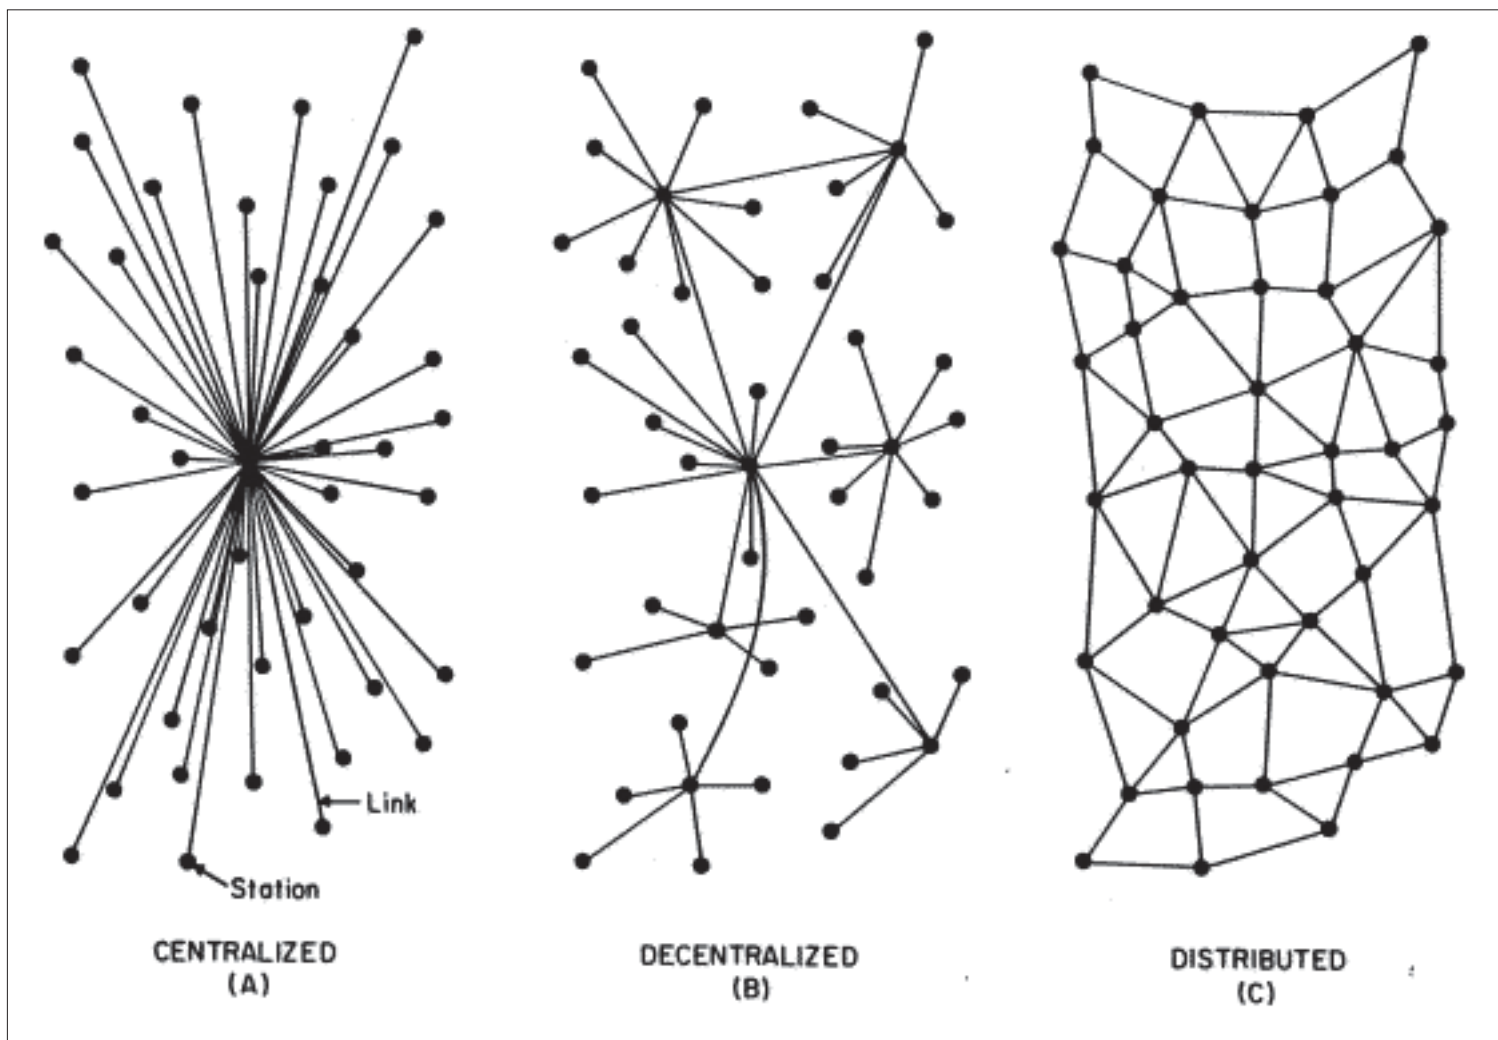 Link
Station
CENTRALIZED
(A)
DECENTRALIZED
(B)
DISTRIBUTED
(C)